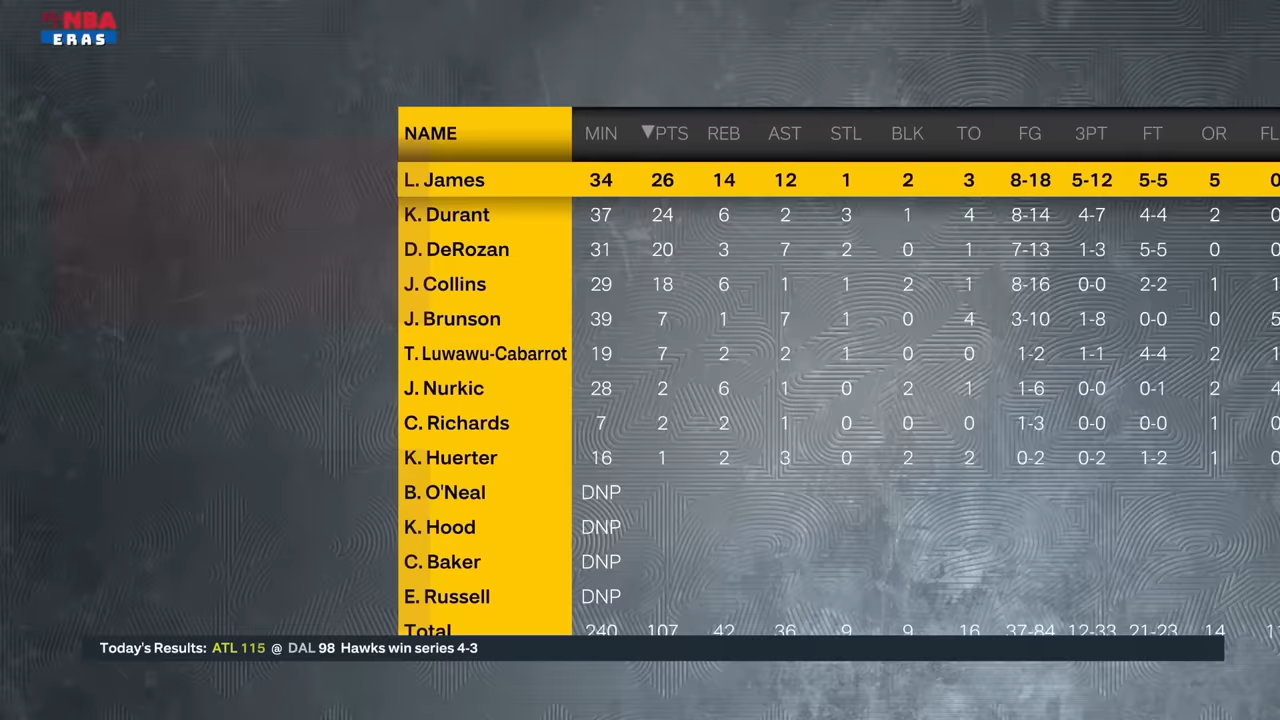 NBA
ERAS
NAME MIN ▼PTS REB AST STL BLK TO FG 3PT FT OR
L. James 34 26 14 12 1 2 3 8-18 5-12 5-5 5 0
K. Durant 37 24 6 2 3 1 4 8-14 4-7 4-4 2 0
D. DeRozan 31 20 3 7 2 0 1 7-13 1-3 5-5 0 0
J. Collins 29 18 6 1 1 2 1 8-16 0-0 2-2 1 1
J. Brunson 39 7 1 7 1 0 4 3-10 1-8 0-0 0 5
T. Luwawu-Cabarrot 19 7 2 2 1 0 0 1-2 1-1 4-4 2 1
J. Nurkic 28 2 6 1 0 2 1 1-6 0-0 0-1 2 4
C. Richards 7 2 2 1 0 0 0 1-3 0-0 0-0 1 0
K. Huerter 16 1 2 3 0 2 2 0-2 0-2 1-2 1 0
B. O'Neal DNP
K. Hood DNP
C. Baker DNP
E. Russell DNP
Total 240 107 42 36 9 9 16 37-84 12-33 21-23 14
Today's Results: ATL 115 @ DAL 98 Hawks win series 4-3